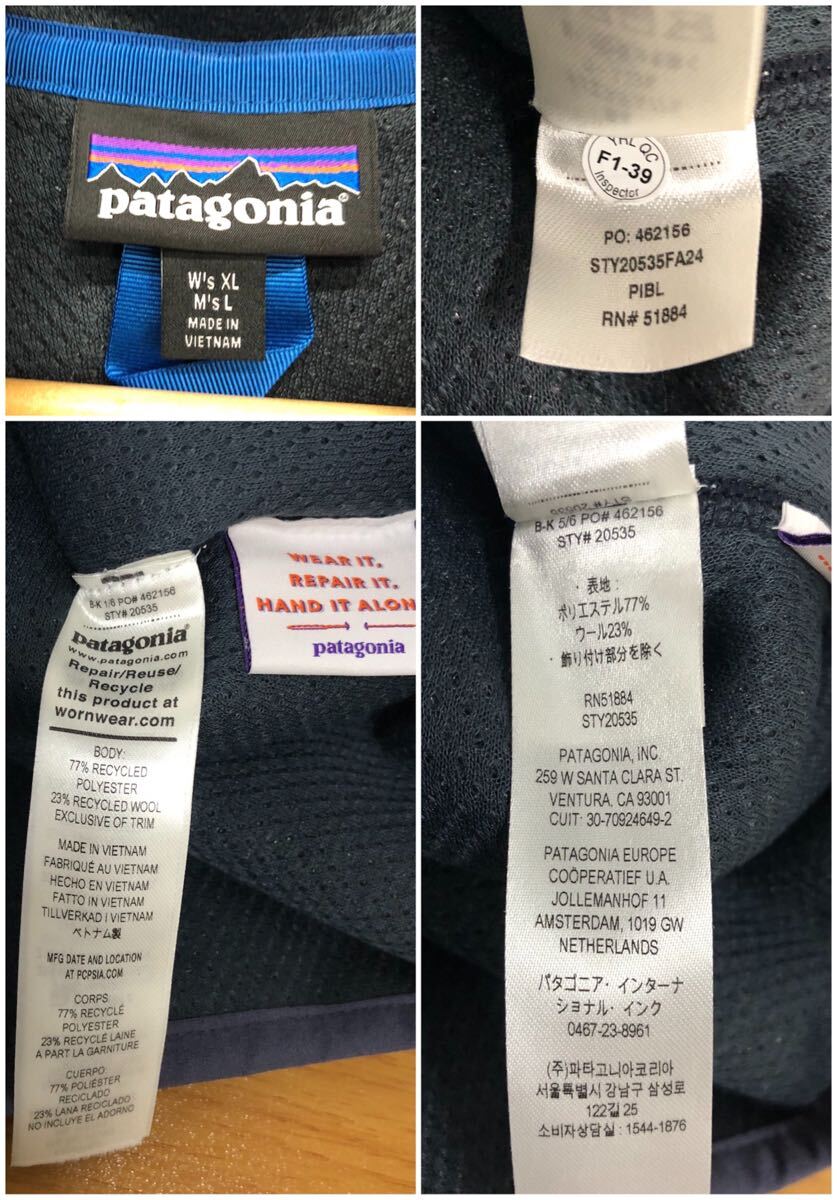 patagonia
W's XL
M's L
MADE IN
VIETNAM
YRL QC
F1-39
Inspector
PO: 462156
STY20535FA24
PIBL
RN# 51884
B-K 1/6 PO# 462156
STY# 20535
patagonia
www.patagonia.com
Repair/Reuse/
Recycle
this product at
wornwear.com
BODY:
77% RECYCLED
POLYESTER
23% RECYCLED WOOL
EXCLUSIVE OF TRIM
MADE IN VIETNAM
FABRIQUÉ AU VIETNAM
HECHO EN VIETNAM
FATTO IN VIETNAM
TILLVERKAD I VIETNAM
ベトナム製
MFG DATE AND LOCATION
AT PCPSIA.COM
CORPS:
77% RECYCLÉ
POLYESTER
23% RECYCLÉ LAINE
A PART LA GARNITURE
CUERPO:
77% POLIÉSTER
RECICLADO
23% LANA RECICLADO
NO INCLUYE EL ADORNO
WEAR IT,
REPAIR IT,
HAND IT ALON
patagonia
B-K 5/6 PO# 462156
STY# 20535
・表地：
ポリエステル77%
ウール23%
・飾り付け部分を除く
RN51884
STY20535
PATAGONIA, INC
259 W SANTA CLARA ST.
VENTURA, CA 93001
CUIT: 30-70924649-2
PATAGONIA EUROPE
COÖPERATIEF U.A.
JOLLEMANHOF 11
AMSTERDAM, 1019 GW
NETHERLANDS
パタゴニア・インターナ
ショナル・インク
0467-23-8961
(주)파타고니아코리아
서울특별시 강남구 삼성로
122길 25
소비자상담실 : 1544-1876